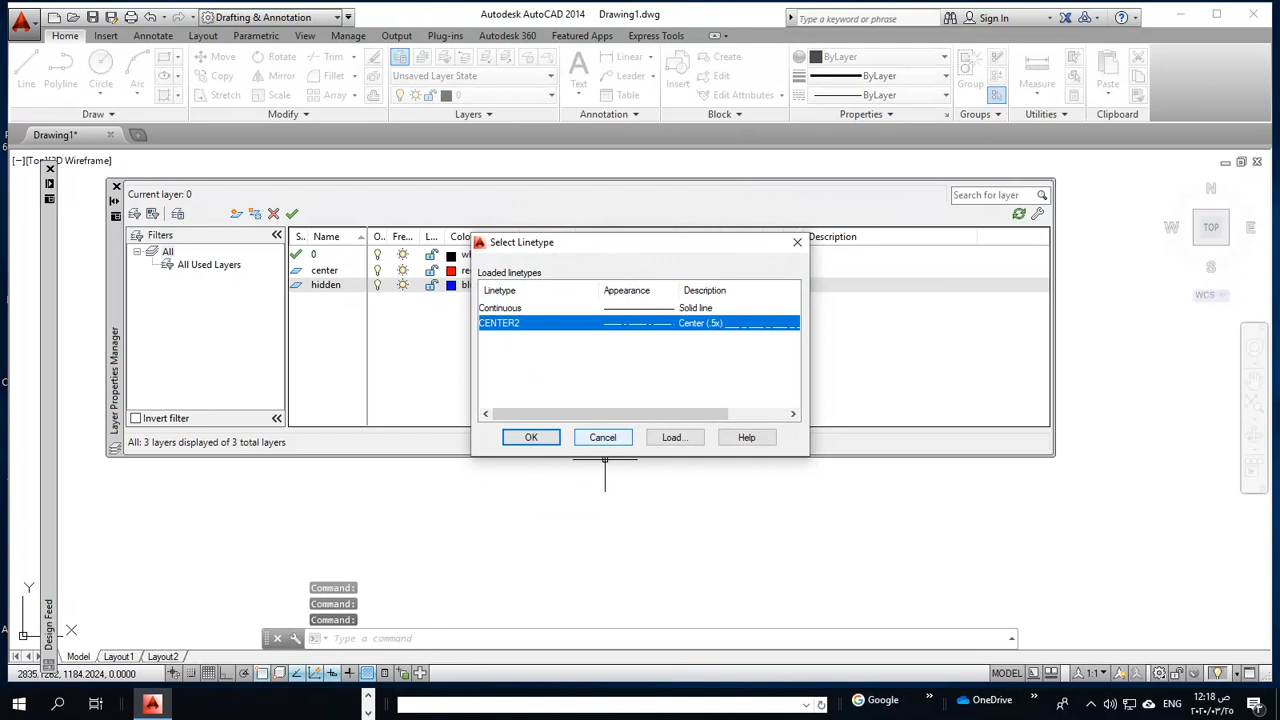 Drafting & Annotation
Autodesk AutoCAD 2014 Drawing1.dwg
Type a keyword or phrase
Sign In
Home Insert Annotate Layout Parametric View Manage Output Plug-ins Autodesk 360 Featured Apps Express Tools
Line Polyline Circle Arc
Move Rotate Trim
Copy Mirror Fillet
Stretch Scale Array
Unsaved Layer State
0
Text
Linear
Leader
Table
Insert
Create
Edit
Edit Attributes
ByLayer
ByLayer
ByLayer
Group
Measure
Paste
Draw Modify Layers Annotation Block Properties Groups Utilities Clipboard
Drawing1*
Current layer: 0
Search for layer
Filters
All
All Used Layers
Invert filter
S.. Name O.. Fre... L... Description
0
center
hidden
All: 3 layers displayed of 3 total layers
Layer Properties Manager
Select Linetype
Loaded linetypes
Linetype Appearance Description
Continuous Solid line
CENTER2 Center (.5x)
OK Cancel Load... Help
N
W TOP E
S
WCS
Command:
Command:
Command:
Type a command
Y
X
Design Feed
Model Layout1 Layout2
MODEL
1:1
Google
OneDrive
ENG
12:18 ص
٢٠٢٠/٠٣/٢٥